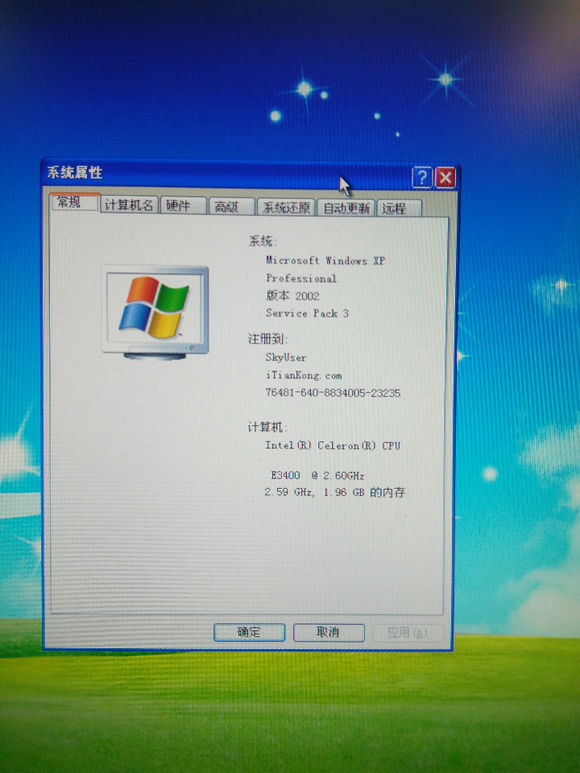 系统属性
常规
计算机名
硬件
高级
系统还原
自动更新
远程
系统:
Microsoft Windows XP
Professional
版本 2002
Service Pack 3
注册到:
SkyUser
iTianKong.com
76481-640-8834005-23235
计算机:
Intel(R) Celeron(R) CPU
E3400 @ 2.60GHz
2.59 GHz, 1.96 GB 的内存
确定
取消
应用(A)